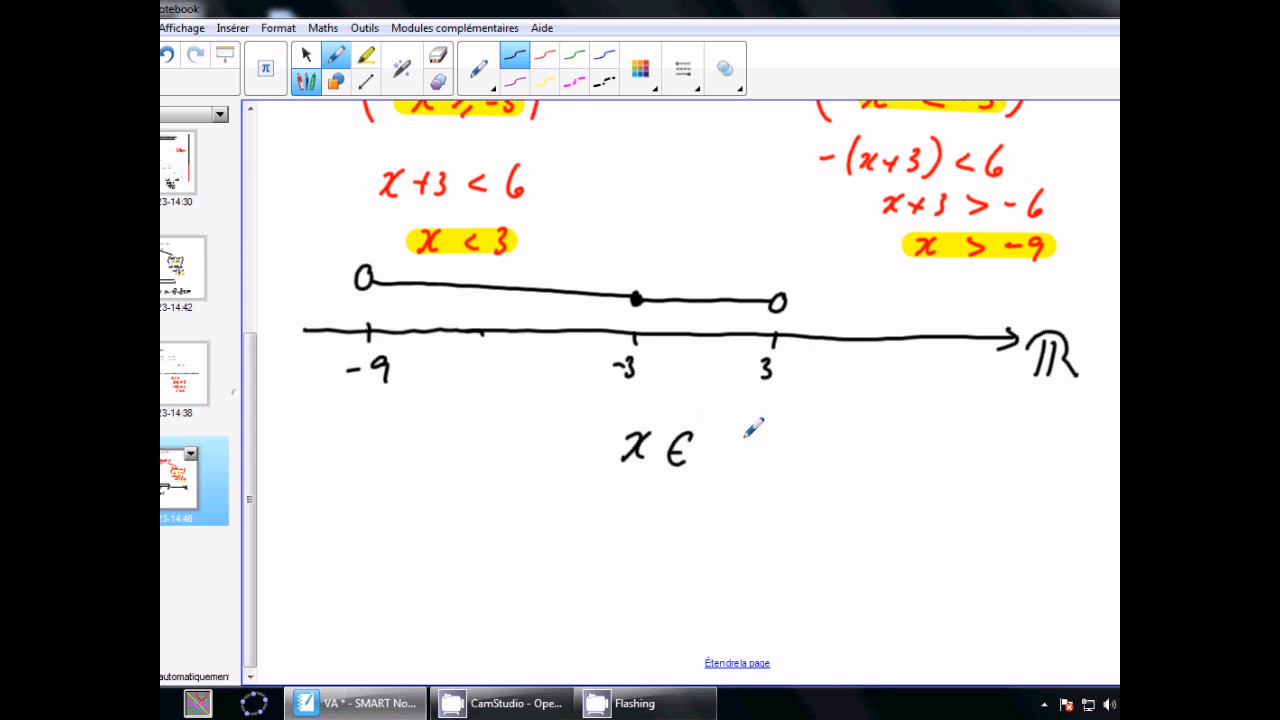 otebook
Affichage Insérer Format Maths Outils Modules complémentaires Aide
π
23-14:30
23-14:42
23-14:38
23-14:46
x + 3 < 6
x < 3
-(x+3) < 6
x + 3 > -6
x > -9
-9 -3 3 ℝ
x ∈
Étendre la page
automatiquement
VA * - SMART No...
CamStudio - Ope...
Flashing